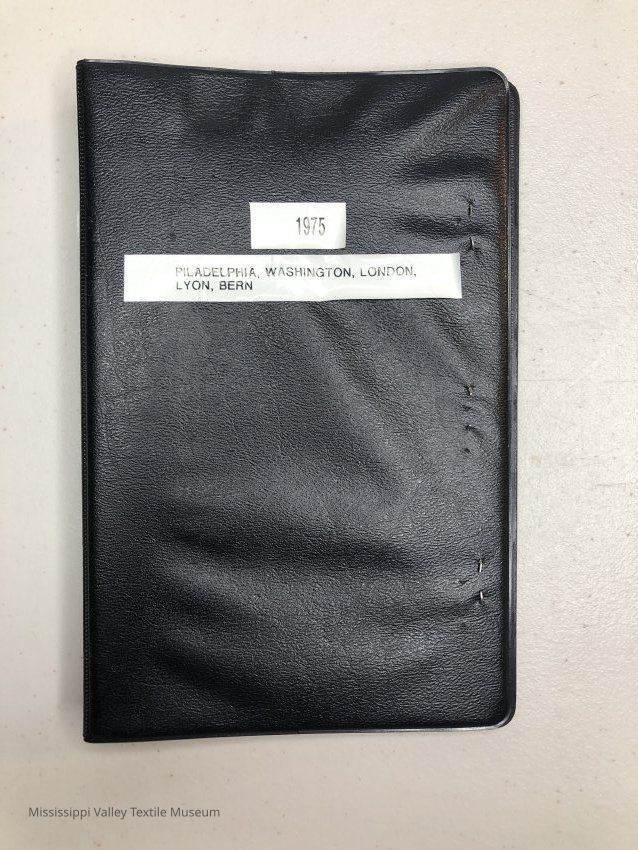 1975
PILADELPHIA, WASHINGTON, LONDON,
LYON, BERN
Mississippi Valley Textile Museum